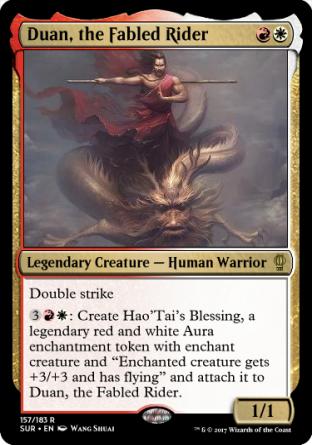 Duan, the Fabled Rider
Legendary Creature — Human Warrior
Double strike
3: Create Hao’Tai’s Blessing, a
legendary red and white Aura
enchantment token with enchant
creature and “Enchanted creature gets
+3/+3 and has flying” and attach it to
Duan, the Fabled Rider.
1/1
157/183 R
SUR • EN Wang Shuai
™ & © 2017 Wizards of the Coast